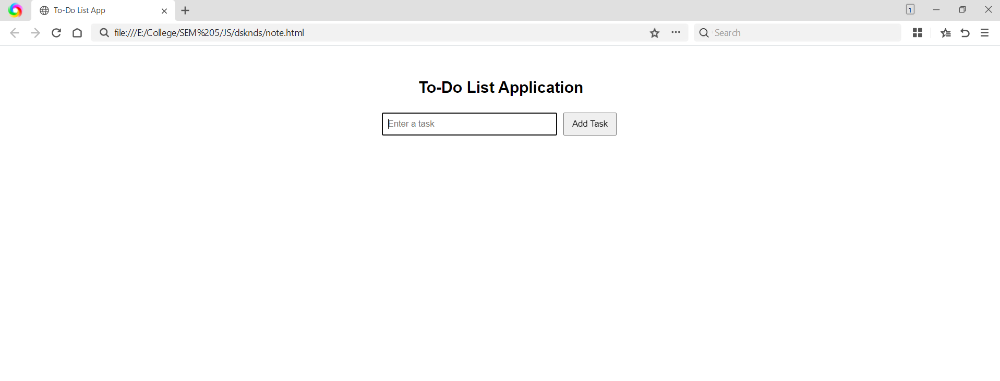 To-Do List App
1
file:///E:/College/SEM%205/JS/dsknds/note.html
Search
To-Do List Application
Enter a task
Add Task